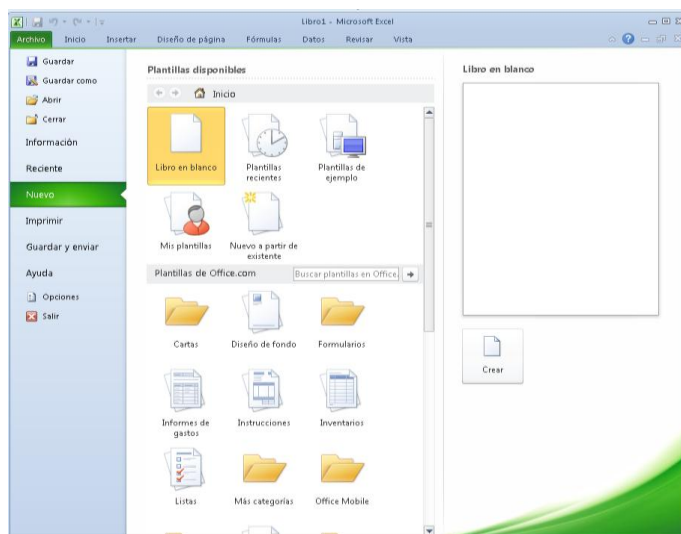 Libro1 - Microsoft Excel
Archivo Inicio Insertar Diseño de página Fórmulas Datos Revisar Vista
Guardar
Guardar como
Abrir
Cerrar
Información
Reciente
Nuevo
Imprimir
Guardar y enviar
Ayuda
Opciones
Salir
Plantillas disponibles
Inicio
Libro en blanco
Plantillas
recientes
Plantillas de
ejemplo
Mis plantillas
Nuevo a partir de
existente
Plantillas de Office.com
Buscar plantillas en Office.
Cartas
Diseño de fondo
Formularios
Informes de
gastos
Instrucciones
Inventarios
Listas
Más categorías
Office Mobile
Libro en blanco
Crear